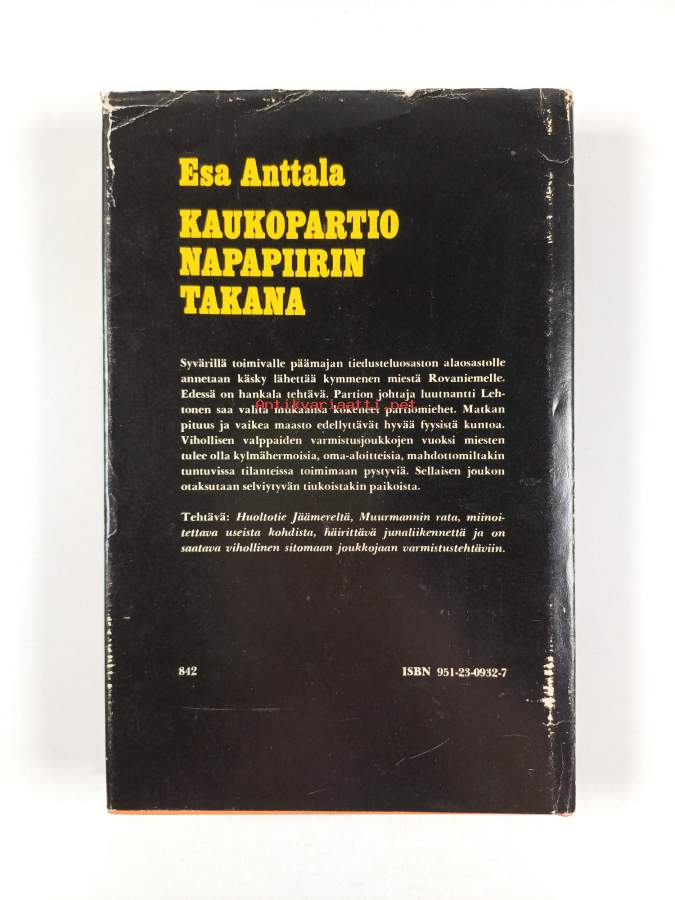 Esa Anttala
KAUKOPARTIO
NAPAPIIRIN
TAKANA
Syvärillä toimivalle päämajan tiedusteluosaston alaosastolle
annetaan käsky lähettää kymmenen miestä Rovaniemelle.
Edessä on hankala tehtävä. Partion johtaja luutnantti Leh-
tonen saa valita mukaansa kokeneet partiomiehet. Matkan
Antikvariaatti.net
pituus ja vaikea maasto edellyttävät hyvää fyysistä kuntoa.
Vihollisen valppaiden varmistusjoukkojen vuoksi miesten
tulee olla kylmähermoisia, oma-aloitteisia, mahdottomiltakin
tuntuvissa tilanteissa toimimaan pystyviä. Sellaisen joukon
otaksutaan selviytyvän tiukoistakin paikoista.
Tehtävä: Huoltotie Jäämereltä, Muurmannin rata, miinoi-
tettava useista kohdista, häirittävä junaliikennettä ja on
saatava vihollinen sitomaan joukkojaan varmistustehtäviin.
842
ISBN 951-23-0932-7